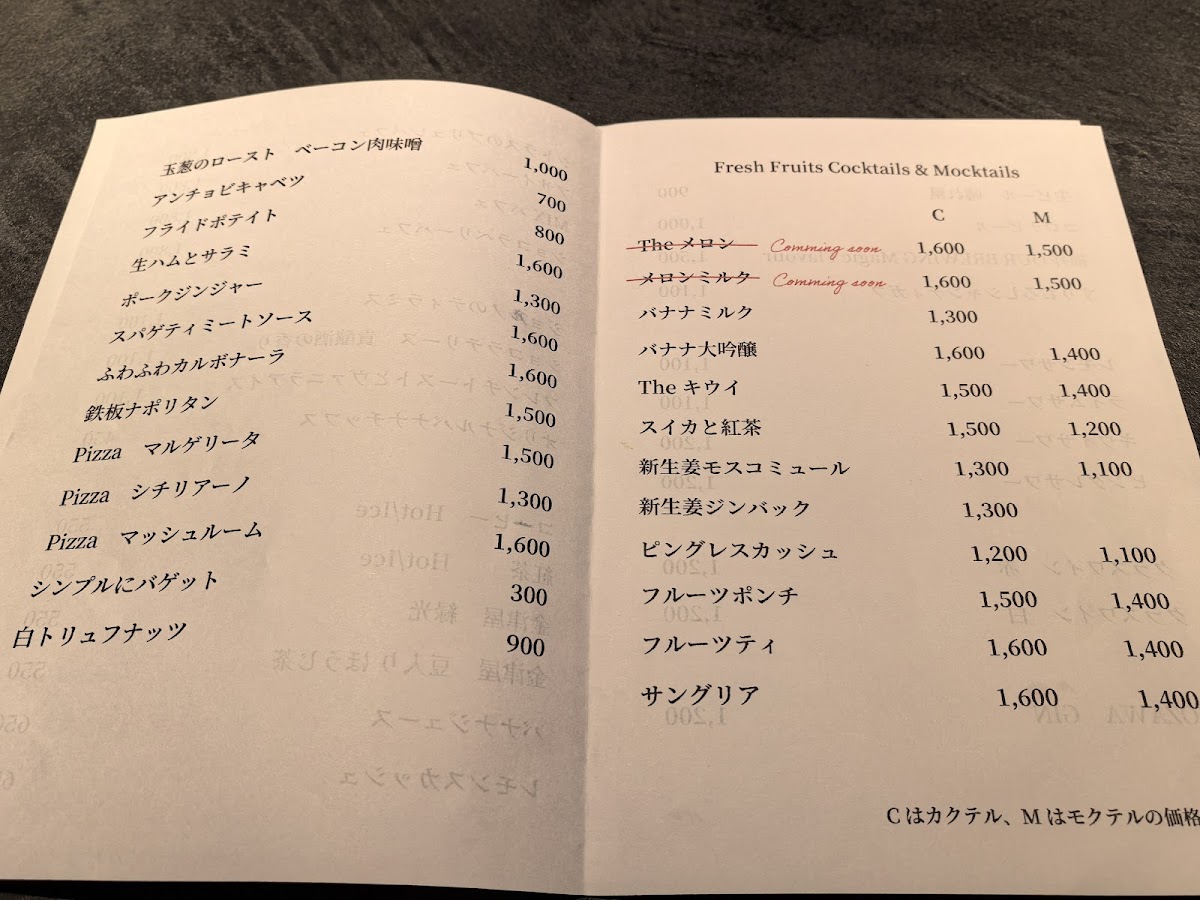 玉葱のロースト　ベーコン肉味噌 1,000
アンチョビキャベツ 700
フライドポテイト 800
生ハムとサラミ 1,600
ポークジンジャー 1,300
スパゲティミートソース 1,600
ふわふわカルボナーラ 1,600
鉄板ナポリタン 1,500
Pizza　マルゲリータ 1,500
Pizza　シチリアーノ 1,300
Pizza　マッシュルーム 1,600
シンプルにバゲット 300
白トリュフナッツ 900
Fresh Fruits Cocktails & Mocktails
C M
The メロン Comming soon 1,600 1,500
メロンミルク Comming soon 1,600 1,500
バナナミルク 1,300
バナナ大吟醸 1,600 1,400
The キウイ 1,500 1,400
スイカと紅茶 1,500 1,200
新生姜モスコミュール 1,300 1,100
新生姜ジンバック 1,300
ピングレスカッシュ 1,200 1,100
フルーツポンチ 1,500 1,400
フルーツティ 1,600 1,400
サングリア 1,600 1,400
C はカクテル、M はモクテルの価格